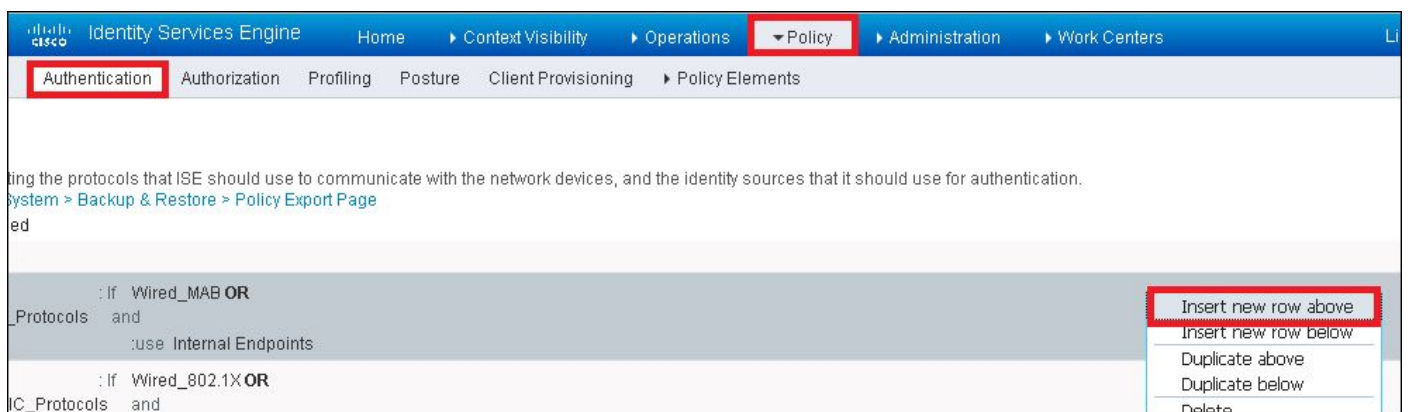 cisco Identity Services Engine Home Context Visibility Operations Policy Administration Work Centers Li
Authentication Authorization Profiling Posture Client Provisioning Policy Elements
ting the protocols that ISE should use to communicate with the network devices, and the identity sources that it should use for authentication.
System > Backup & Restore > Policy Export Page
ed
: If Wired_MAB OR
_Protocols and
:use Internal Endpoints
: If Wired_802.1X OR
IC_Protocols and
Insert new row above
Insert new row below
Duplicate above
Duplicate below
Delete